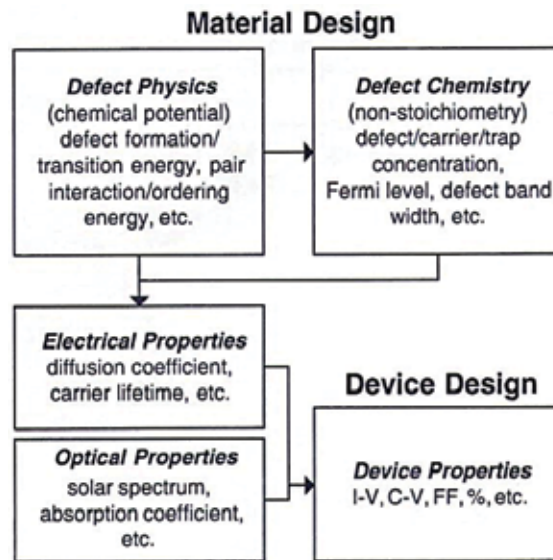 Material Design
Defect Physics
(chemical potential)
defect formation/
transition energy, pair
interaction/ordering
energy, etc.
Defect Chemistry
(non-stoichiometry)
defect/carrier/trap
concentration,
Fermi level, defect band
width, etc.
Electrical Properties
diffusion coefficient,
carrier lifetime, etc.
Optical Properties
solar spectrum,
absorption coefficient,
etc.
Device Design
Device Properties
I-V, C-V, FF, %, etc.